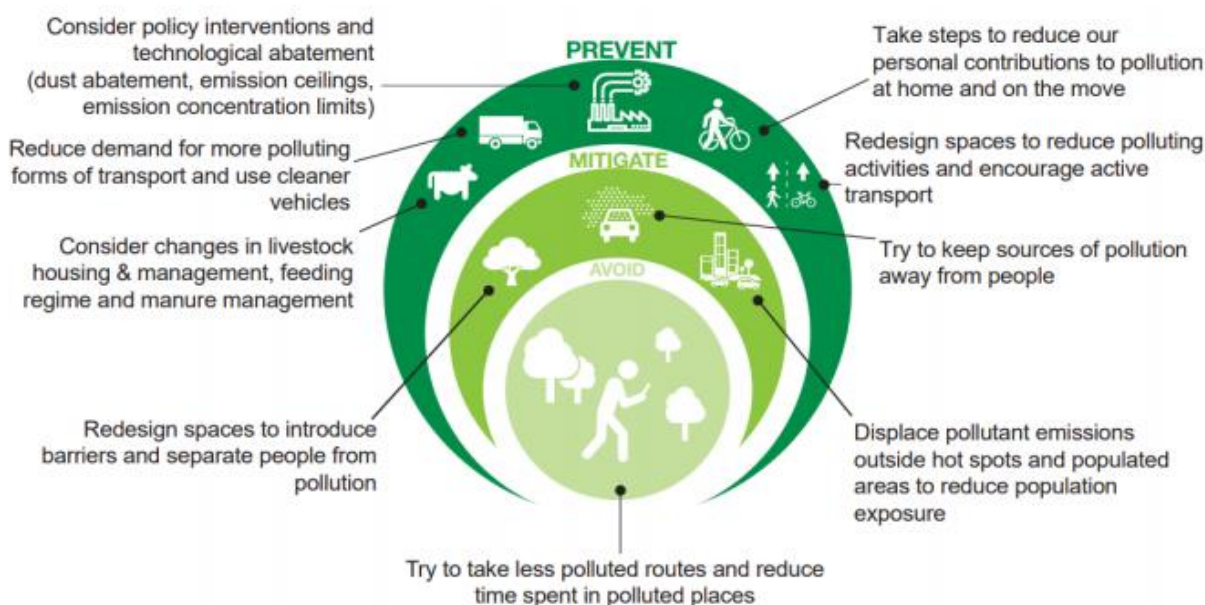 Consider policy interventions and
technological abatement
(dust abatement, emission ceilings,
emission concentration limits)
PREVENT
Take steps to reduce our
personal contributions to pollution
at home and on the move
Reduce demand for more polluting
forms of transport and use cleaner
vehicles
MITIGATE
Redesign spaces to reduce polluting
activities and encourage active
transport
Consider changes in livestock
housing & management, feeding
regime and manure management
AVOID
Try to keep sources of pollution
away from people
Redesign spaces to introduce
barriers and separate people from
pollution
Displace pollutant emissions
outside hot spots and populated
areas to reduce population
exposure
Try to take less polluted routes and reduce
time spent in polluted places